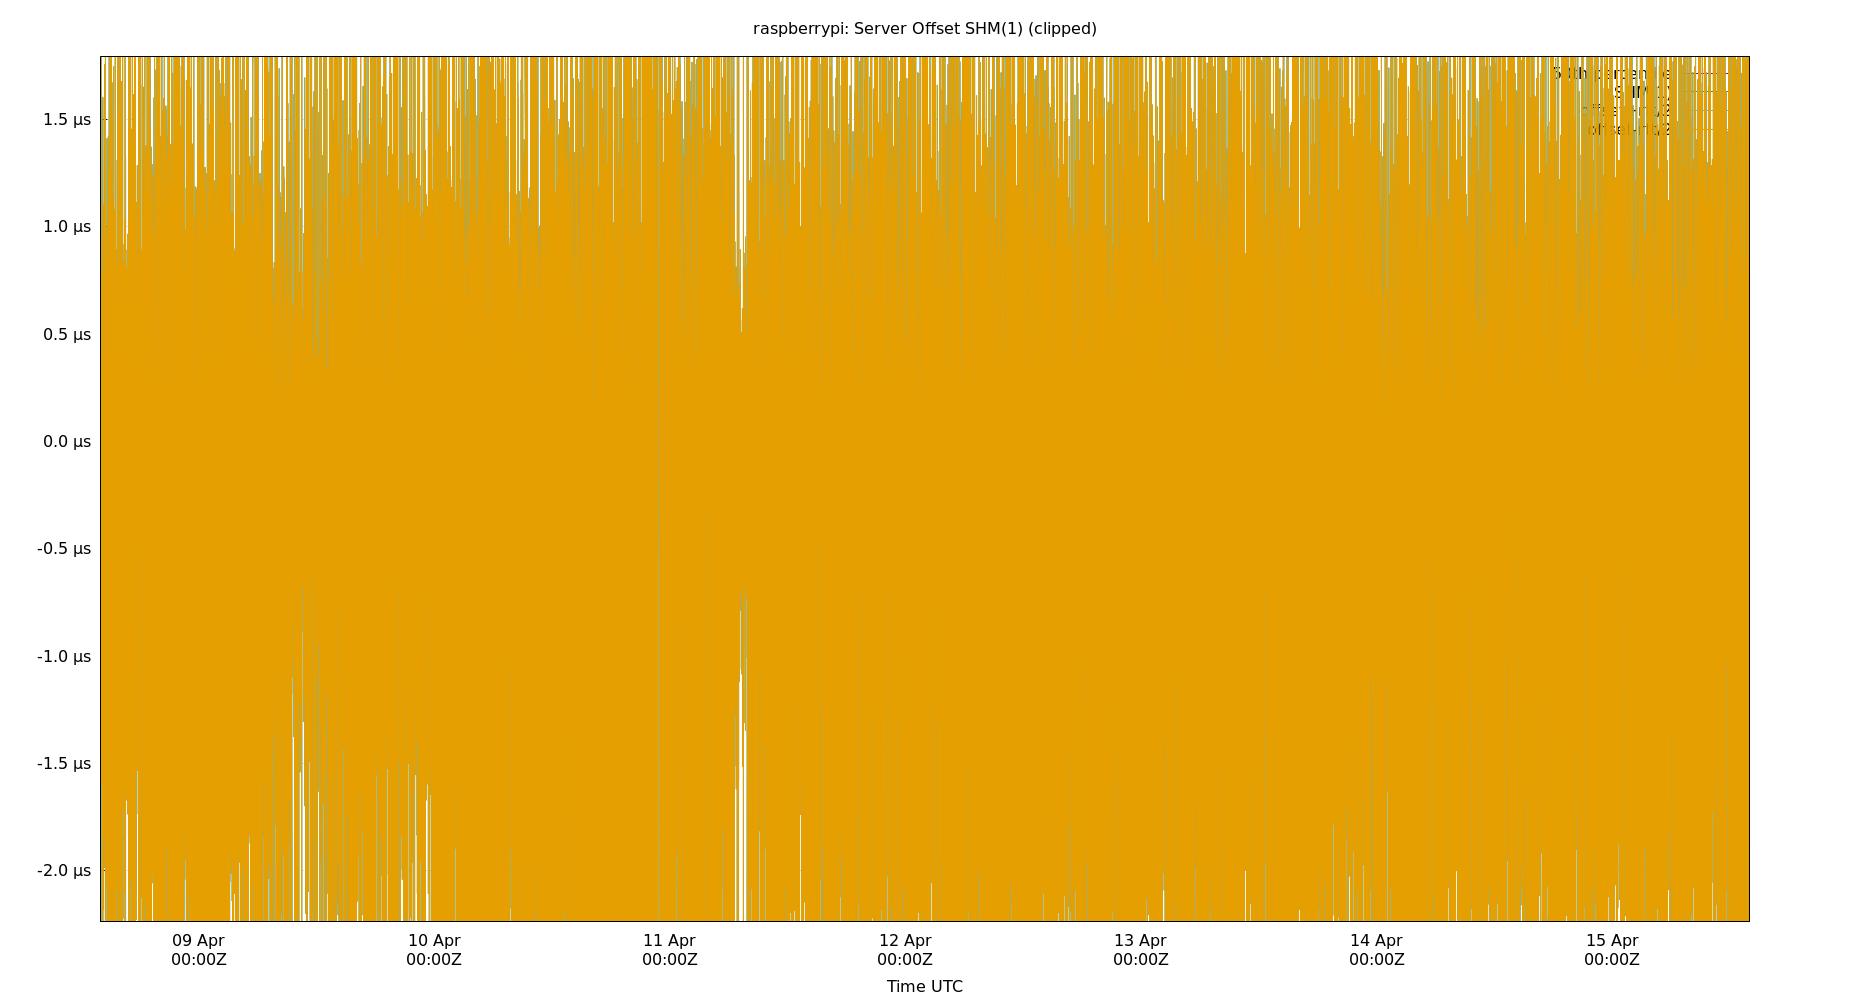 raspberrypi: Server Offset SHM(1) (clipped)
1.5 µs
1.0 µs
0.5 µs
0.0 µs
-0.5 µs
-1.0 µs
-1.5 µs
-2.0 µs
09 Apr 10 Apr 11 Apr 12 Apr 13 Apr 14 Apr 15 Apr
00:00Z 00:00Z 00:00Z 00:00Z 00:00Z 00:00Z 00:00Z
Time UTC